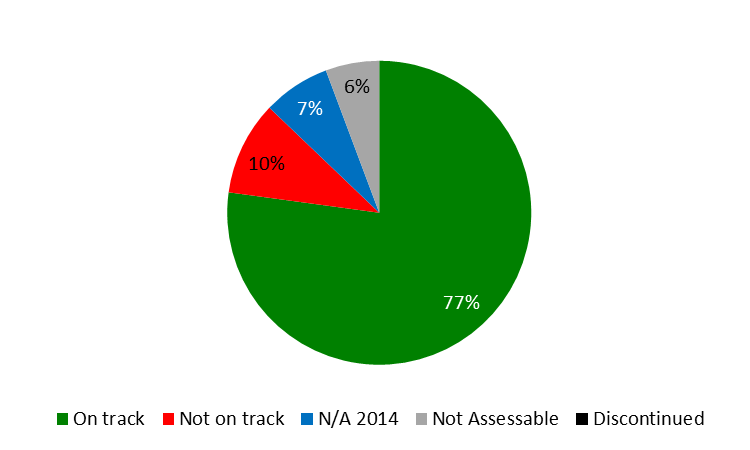 6%
7%
10%
77%
On track Not on track N/A 2014 Not Assessable Discontinued